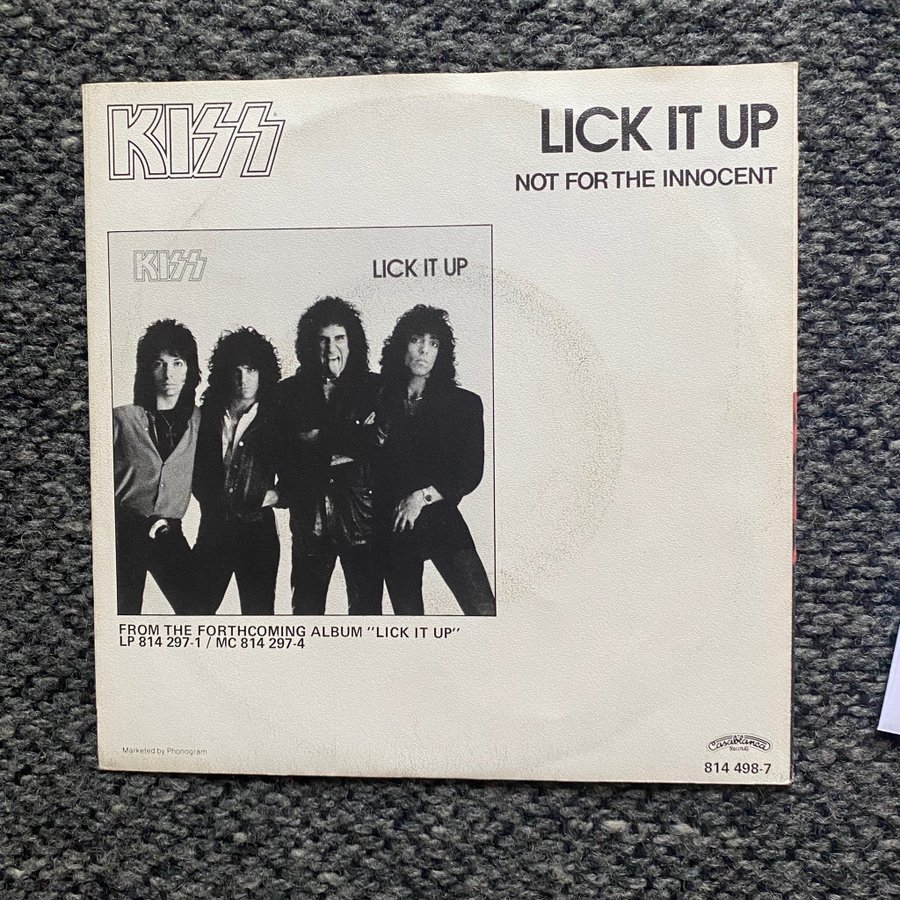 KISS
LICK IT UP
NOT FOR THE INNOCENT
KISS
LICK IT UP
FROM THE FORTHCOMING ALBUM "LICK IT UP"
LP 814 297-1 / MC 814 297-4
Marketed by Phonogram
Casablanca
Records
814 498-7